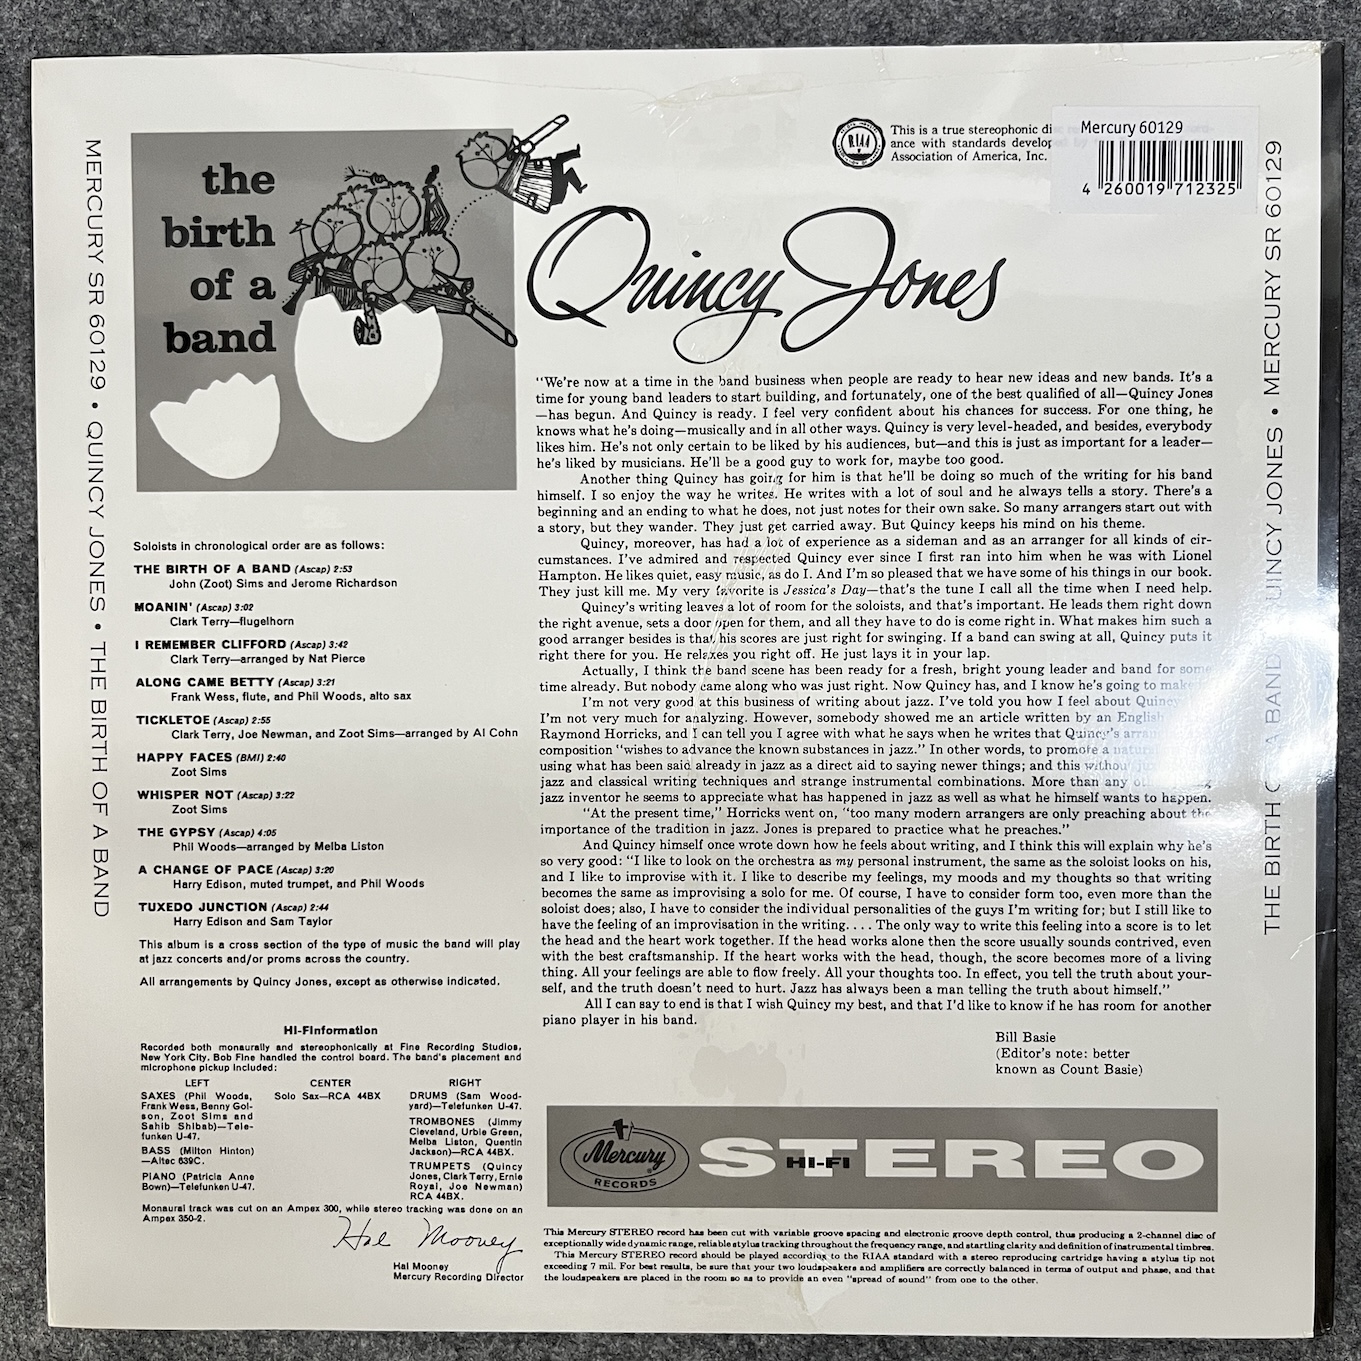 the
birth
of a
band
Quincy Jones
This is a true stereophonic
ance with standards
Association of America, Inc.
RIAA
Mercury 60129
4 260019 712325
MERCURY SR 60129 • QUINCY JONES • THE BIRTH OF A BAND
"We're now at a time in the band business when people are ready to hear new ideas and new bands. It's a
time for young band leaders to start building, and fortunately, one of the best qualified of all—Quincy Jones
—has begun. And Quincy is ready. I feel very confident about his chances for success. For one thing, he
knows what he's doing—musically and in all other ways. Quincy is very level-headed, and besides, everybody
likes him. He's not only certain to be liked by his audiences, but—and this is just as important for a leader—
he's liked by musicians. He'll be a good guy to work for, maybe too good.
Another thing Quincy has going for him is that he'll be doing so much of the writing for his band
himself. I so enjoy the way he writes. He writes with a lot of soul and he always tells a story. There's a
beginning and an ending to what he does, not just notes for their own sake. So many arrangers start out with
a story, but they wander. They just get carried away. But Quincy keeps his mind on his theme.
Quincy, moreover, has had a lot of experience as a sideman and as an arranger for all kinds of cir-
cumstances. I've admired and respected Quincy ever since I first ran into him when he was with Lionel
Hampton. He likes quiet, easy music, as do I. And I'm so pleased that we have some of his things in our book.
They just kill me. My very favorite is Jessica's Day—that's the tune I call all the time when I need help.
Quincy's writing leaves a lot of room for the soloists, and that's important. He leads them right down
the right avenue, sets a door open for them, and all they have to do is come right in. What makes him such a
good arranger besides is that his scores are just right for swinging. If a band can swing at all, Quincy puts it
right there for you. He relaxes you right off. He just lays it in your lap.
Actually, I think the band scene has been ready for a fresh, bright young leader and band for some
time already. But nobody came along who was just right. Now Quincy has, and I know he's going to make
I'm not very good at this business of writing about jazz. I've told you how I feel about Quincy
I'm not very much for analyzing. However, somebody showed me an article written by an English
Raymond Horricks, and I can tell you I agree with what he says when he writes that Quincy's
composition "wishes to advance the known substances in jazz." In other words, to promote a
using what has been said already in jazz as a direct aid to saying newer things; and this without
jazz and classical writing techniques and strange instrumental combinations. More than any
jazz inventor he seems to appreciate what has happened in jazz as well as what he himself wants to happen.
"At the present time," Horricks went on, "too many modern arrangers are only preaching about the
importance of the tradition in jazz. Jones is prepared to practice what he preaches."
And Quincy himself once wrote down how he feels about writing, and I think this will explain why he's
so very good: "I like to look on the orchestra as my personal instrument, the same as the soloist looks on his,
and I like to improvise with it. I like to describe my feelings, my moods and my thoughts so that writing
becomes the same as improvising a solo for me. Of course, I have to consider form too, even more than the
soloist does; also, I have to consider the individual personalities of the guys I'm writing for; but I still like to
have the feeling of an improvisation in the writing. . . . The only way to write this feeling into a score is to let
the head and the heart work together. If the head works alone then the score usually sounds contrived, even
with the best craftsmanship. If the heart works with the head, though, the score becomes more of a living
thing. All your feelings are able to flow freely. All your thoughts too. In effect, you tell the truth about your-
self, and the truth doesn't need to hurt. Jazz has always been a man telling the truth about himself."
All I can say to end is that I wish Quincy my best, and that I'd like to know if he has room for another
piano player in his band.
Bill Basie
(Editor's note: better
known as Count Basie)
Soloists in chronological order are as follows:
THE BIRTH OF A BAND (Ascap) 2:53
John (Zoot) Sims and Jerome Richardson
MOANIN' (Ascap) 3:02
Clark Terry—flugelhorn
I REMEMBER CLIFFORD (Ascap) 3:42
Clark Terry—arranged by Nat Pierce
ALONG CAME BETTY (Ascap) 3:21
Frank Wess, flute, and Phil Woods, alto sax
TICKLETOE (Ascap) 2:55
Clark Terry, Joe Newman, and Zoot Sims—arranged by Al Cohn
HAPPY FACES (BMI) 2:40
Zoot Sims
WHISPER NOT (Ascap) 3:22
Zoot Sims
THE GYPSY (Ascap) 4:05
Phil Woods—arranged by Melba Liston
A CHANGE OF PACE (Ascap) 3:20
Harry Edison, muted trumpet, and Phil Woods
TUXEDO JUNCTION (Ascap) 2:44
Harry Edison and Sam Taylor
This album is a cross section of the type of music the band will play
at jazz concerts and/or proms across the country.
All arrangements by Quincy Jones, except as otherwise indicated.
HI-FInformation
Recorded both monaurally and stereophonically at Fine Recording Studios,
New York City. Bob Fine handled the control board. The band's placement and
microphone pickup included:
LEFT
SAXES (Phil Woods,
Frank Wess, Benny Gol-
son, Zoot Sims and
Sahib Shibab)—Tele-
funken U-47.
BASS (Milton Hinton)
—Altec 639C.
PIANO (Patricia Anne
Bown)—Telefunken U-47.
CENTER
Solo Sax—RCA 44BX
RIGHT
DRUMS (Sam Wood-
yard)—Telefunken U-47.
TROMBONES (Jimmy
Cleveland, Urbie Green,
Melba Liston, Quentin
Jackson)—RCA 44BX.
TRUMPETS (Quincy
Jones, Clark Terry, Ernie
Royal, Joe Newman)
RCA 44BX.
Monaural track was cut on an Ampex 300, while stereo tracking was done on an
Ampex 350-2.
Hal Mooney
Hal Mooney
Mercury Recording Director
Mercury
RECORDS
STEREO
HI-FI
This Mercury STEREO record has been cut with variable groove spacing and electronic groove depth control, thus producing a 2-channel disc of
exceptionally wide dynamic range, reliable stylus tracking throughout the frequency range, and startling clarity and definition of instrumental timbres.
This Mercury STEREO record should be played according to the RIAA standard with a stereo reproducing cartridge having a stylus tip not
exceeding 7 mil. For best results, be sure that your two loudspeakers and amplifiers are correctly balanced in terms of output and phase, and that
the loudspeakers are placed in the room so as to provide an even "spread of sound" from one to the other.
THE BIRTH A BAND QUINCY JONES • MERCURY SR 60129